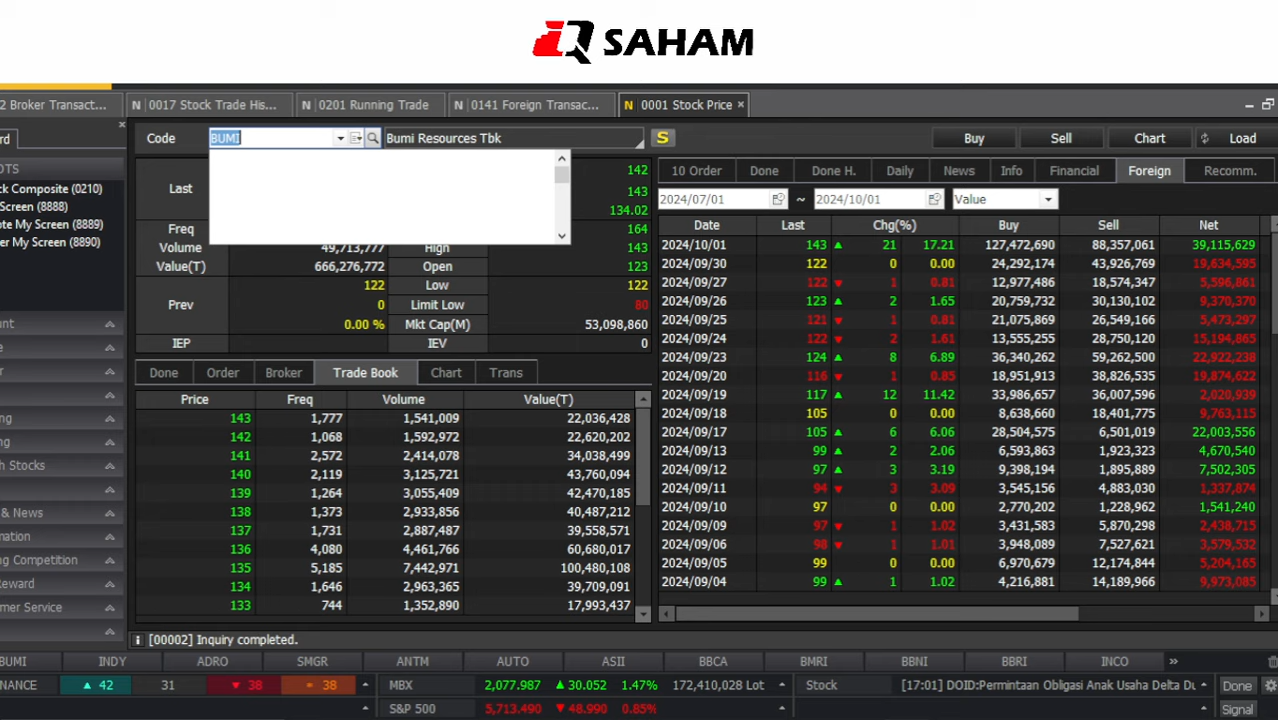 iQ SAHAM
2 Broker Transact... N 0017 Stock Trade His... N 0201 Running Trade N 0141 Foreign Transac... N 0001 Stock Price ×
rd Code BUMI Bumi Resources Tbk S Buy Sell Chart Load
OTS
ck Composite (0210)
Screen (8888)
ote My Screen (8889)
er My Screen (8890)
unt
e
r
ng
ng
h Stocks
& News
mation
ng Competition
Reward
mer Service
142
Last 143
134.02
Freq 164
Volume 49,713,777 High 143
Value(T) 666,276,772 Open 123
122 Low 122
Prev 0 Limit Low 80
0.00 % Mkt Cap(M) 53,098,860
IEP IEV 0
Done Order Broker Trade Book Chart Trans
Price Freq Volume Value(T)
143 1,777 1,541,009 22,036,428
142 1,068 1,592,972 22,620,202
141 2,572 2,414,078 34,038,499
140 2,119 3,125,721 43,760,094
139 1,264 3,055,409 42,470,185
138 1,373 2,933,856 40,487,212
137 1,731 2,887,487 39,558,571
136 4,080 4,461,766 60,680,017
135 5,185 7,442,971 100,480,108
134 1,646 2,963,365 39,709,091
133 744 1,352,890 17,993,437
10 Order Done Done H. Daily News Info Financial Foreign Recomm.
2024/07/01 ~ 2024/10/01 Value
Date Last Chg(%) Buy Sell Net
2024/10/01 143 ▲ 21 17.21 127,472,690 88,357,061 39,115,629
2024/09/30 122 0 0.00 24,292,174 43,926,769 19,634,595
2024/09/27 122 ▼ 1 0.81 12,977,486 18,574,347 5,596,861
2024/09/26 123 ▲ 2 1.65 20,759,732 30,130,102 9,370,370
2024/09/25 121 ▼ 1 0.81 21,075,869 26,549,166 5,473,297
2024/09/24 122 ▼ 2 1.61 13,555,255 28,750,120 15,194,865
2024/09/23 124 ▲ 8 6.89 36,340,262 59,262,500 22,922,238
2024/09/20 116 ▼ 1 0.85 18,951,913 38,826,535 19,874,622
2024/09/19 117 ▲ 12 11.42 33,986,657 36,007,596 2,020,939
2024/09/18 105 0 0.00 8,638,660 18,401,775 9,763,115
2024/09/17 105 ▲ 6 6.06 28,504,575 6,501,019 22,003,556
2024/09/13 99 ▲ 2 2.06 6,593,863 1,923,323 4,670,540
2024/09/12 97 ▲ 3 3.19 9,398,194 1,895,889 7,502,305
2024/09/11 94 ▼ 3 3.09 3,545,156 4,883,030 1,337,874
2024/09/10 97 0 0.00 2,770,202 1,228,962 1,541,240
2024/09/09 97 ▼ 1 1.02 3,431,583 5,870,298 2,438,715
2024/09/06 98 ▼ 1 1.01 3,948,089 7,527,621 3,579,532
2024/09/05 99 0 0.00 6,970,679 12,174,844 5,204,165
2024/09/04 99 ▲ 1 1.02 4,216,881 14,189,966 9,973,085
[00002] Inquiry completed.
BUMI INDY ADRO SMGR ANTM AUTO ASII BBCA BMRI BBNI BBRI INCO »
NANCE ▲ 42 31 ▼ 38 38 MBX 2,077.987 ▲ 30.052 1.47% 172,410,028 Lot Stock [17:01] DOID:Permintaan Obligasi Anak Usaha Delta Du Done
S&P 500 5,713.490 ▼ 48.990 0.85% Signal